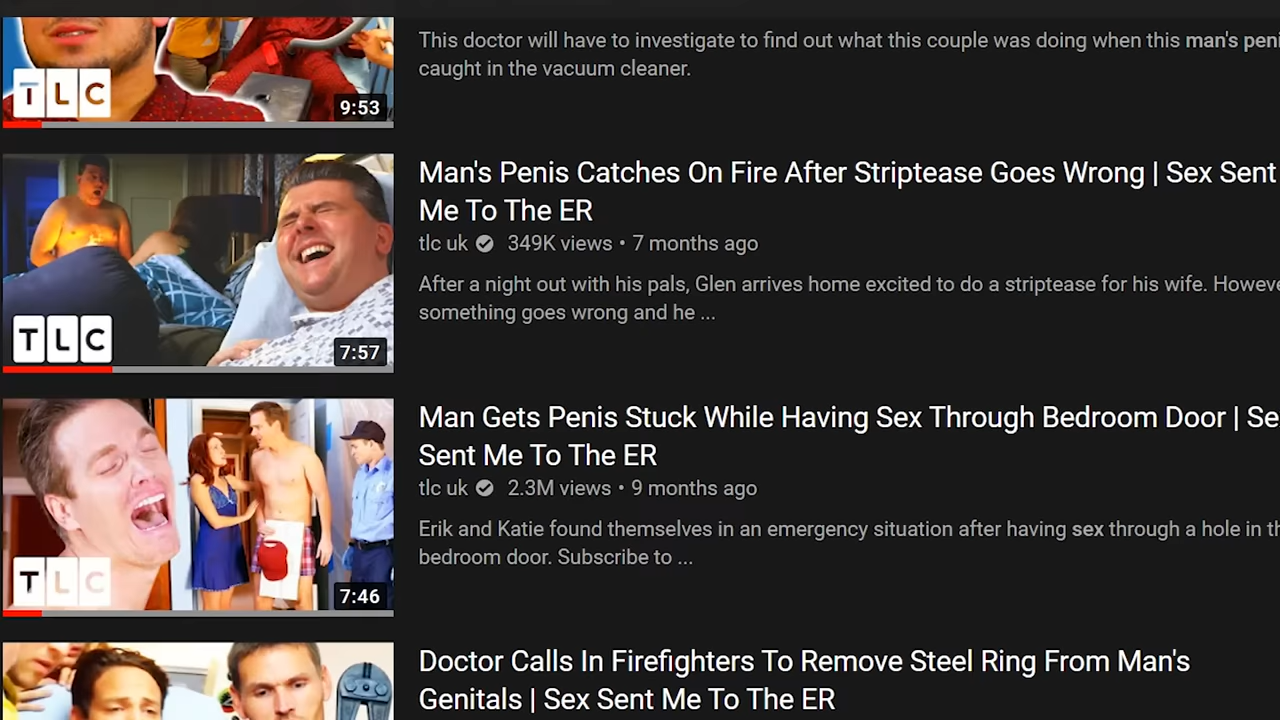 This doctor will have to investigate to find out what this couple was doing when this man's peni
caught in the vacuum cleaner.
TLC
9:53
Man's Penis Catches On Fire After Striptease Goes Wrong | Sex Sent
Me To The ER
tlc uk 349K views • 7 months ago
After a night out with his pals, Glen arrives home excited to do a striptease for his wife. Howeve
something goes wrong and he ...
TLC
7:57
Man Gets Penis Stuck While Having Sex Through Bedroom Door | Se
Sent Me To The ER
tlc uk 2.3M views • 9 months ago
Erik and Katie found themselves in an emergency situation after having sex through a hole in th
bedroom door. Subscribe to ...
TLC
7:46
Doctor Calls In Firefighters To Remove Steel Ring From Man's
Genitals | Sex Sent Me To The ER